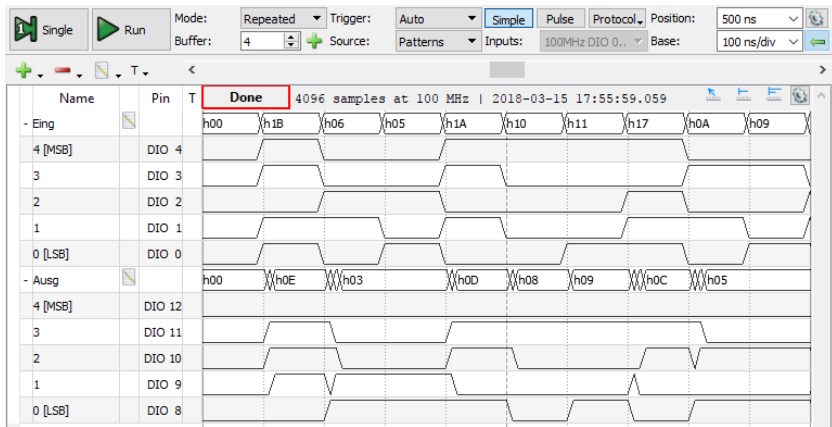 Single Run Mode: Repeated Trigger: Auto Simple Pulse Protocol Position: 500 ns
Buffer: 4 Source: Patterns Inputs: 100MHz DIO 0.. Base: 100 ns/div
T
Name Pin T Done 4096 samples at 100 MHz | 2018-03-15 17:55:59.059
- Eing h00 h1B h06 h05 h1A h10 h11 h17 h0A h09
4 [MSB] DIO 4
3 DIO 3
2 DIO 2
1 DIO 1
0 [LSB] DIO 0
- Ausg h00 h0E h03 h0D h08 h09 h0C h05
4 [MSB] DIO 12
3 DIO 11
2 DIO 10
1 DIO 9
0 [LSB] DIO 8